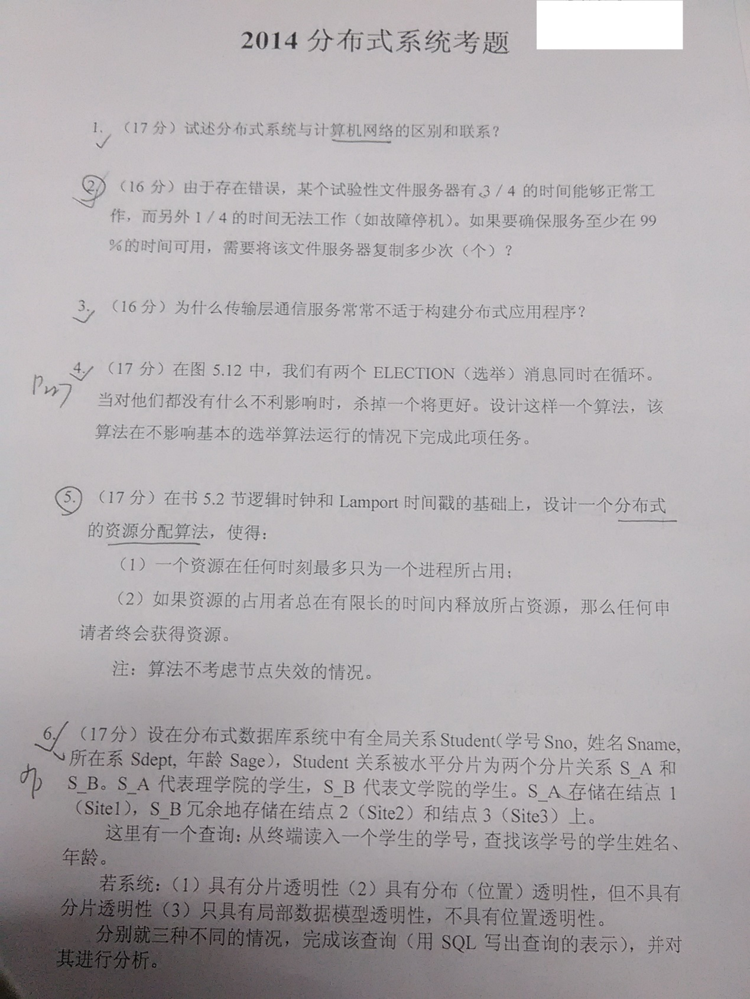 2014 分布式系统考题
1. （17 分）试述分布式系统与计算机网络的区别和联系？
2. （16 分）由于存在错误，某个试验性文件服务器有 3 / 4 的时间能够正常工
作，而另外 1 / 4 的时间无法工作（如故障停机）。如果要确保服务至少在 99
%的时间可用，需要将该文件服务器复制多少次（个）？
3. （16 分）为什么传输层通信服务常常不适于构建分布式应用程序？
4. （17 分）在图 5.12 中，我们有两个 ELECTION（选举）消息同时在循环。
当对他们都没有什么不利影响时，杀掉一个将更好。设计这样一个算法，该
算法在不影响基本的选举算法运行的情况下完成此项任务。
5. （17 分）在书 5.2 节逻辑时钟和 Lamport 时间戳的基础上，设计一个分布式
的资源分配算法，使得：
（1）一个资源在任何时刻最多只为一个进程所占用；
（2）如果资源的占用者总在有限长的时间内释放所占资源，那么任何申
请者终会获得资源。
注：算法不考虑节点失效的情况。
6. （17分）设在分布式数据库系统中有全局关系Student（学号Sno, 姓名Sname,
所在系 Sdept, 年龄 Sage），Student 关系被水平分片为两个分片关系 S_A 和
S_B。S_A 代表理学院的学生，S_B 代表文学院的学生。S_A 存储在结点 1
（Site1），S_B 冗余地存储在结点 2（Site2）和结点 3（Site3）上。
这里有一个查询：从终端读入一个学生的学号，查找该学号的学生姓名、
年龄。
若系统：（1）具有分片透明性（2）具有分布（位置）透明性，但不具有
分片透明性（3）只具有局部数据模型透明性，不具有位置透明性。
分别就三种不同的情况，完成该查询（用 SQL 写出查询的表示），并对
其进行分析。